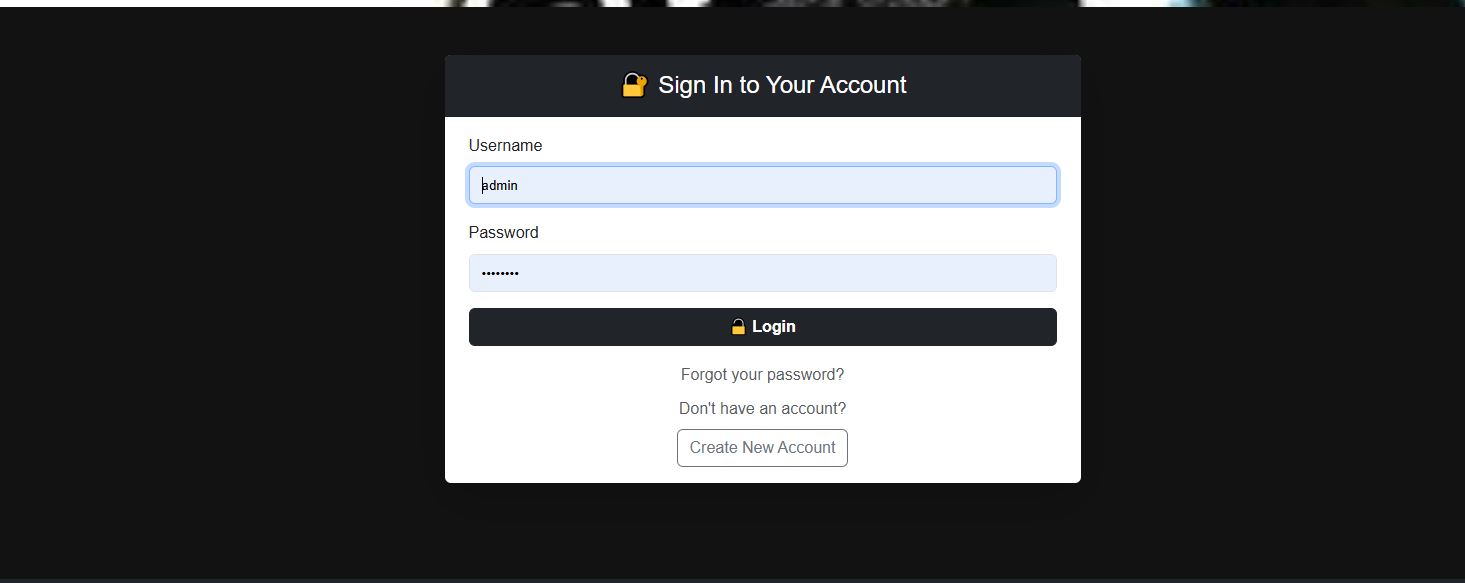 🔐 Sign In to Your Account
Username
admin
Password
••••••••
🔒 Login
Forgot your password?
Don't have an account?
Create New Account